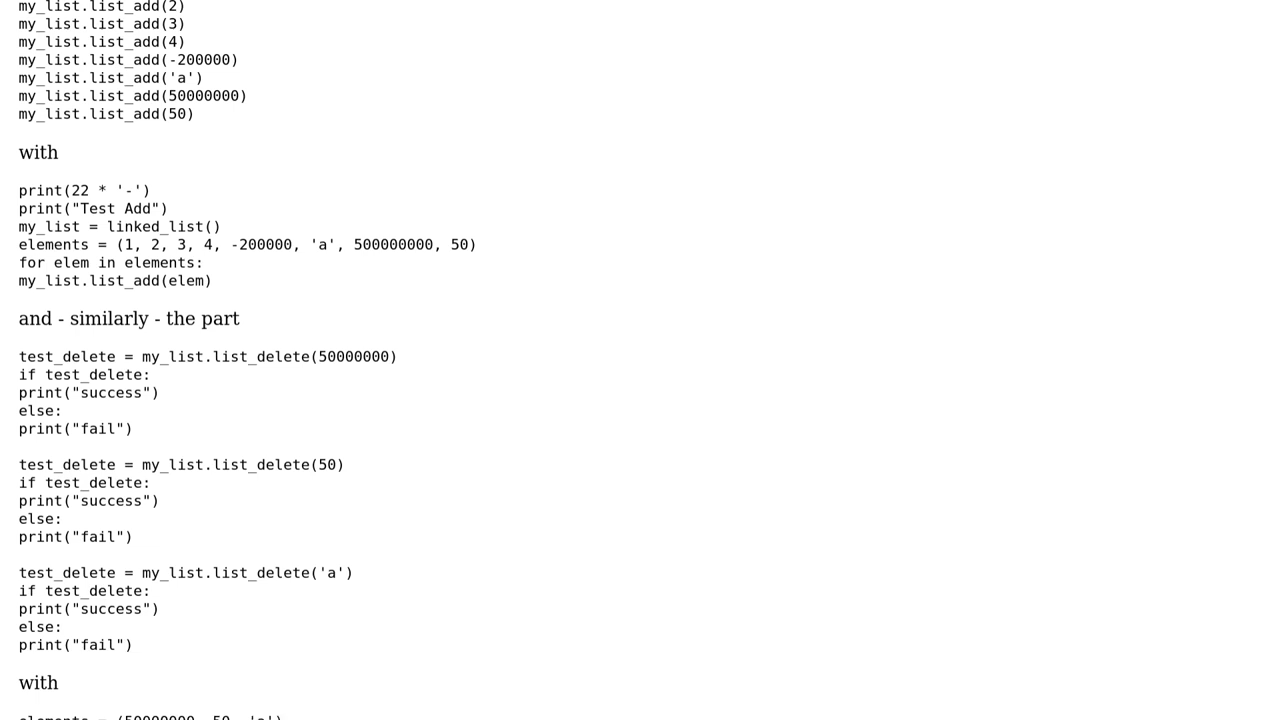 my_list.list_add(2)
my_list.list_add(3)
my_list.list_add(4)
my_list.list_add(-200000)
my_list.list_add('a')
my_list.list_add(50000000)
my_list.list_add(50)
with
print(22 * '-')
print("Test Add")
my_list = linked_list()
elements = (1, 2, 3, 4, -200000, 'a', 500000000, 50)
for elem in elements:
my_list.list_add(elem)
and - similarly - the part
test_delete = my_list.list_delete(50000000)
if test_delete:
print("success")
else:
print("fail")
test_delete = my_list.list_delete(50)
if test_delete:
print("success")
else:
print("fail")
test_delete = my_list.list_delete('a')
if test_delete:
print("success")
else:
print("fail")
with
elements = (50000000, 50, 'a')